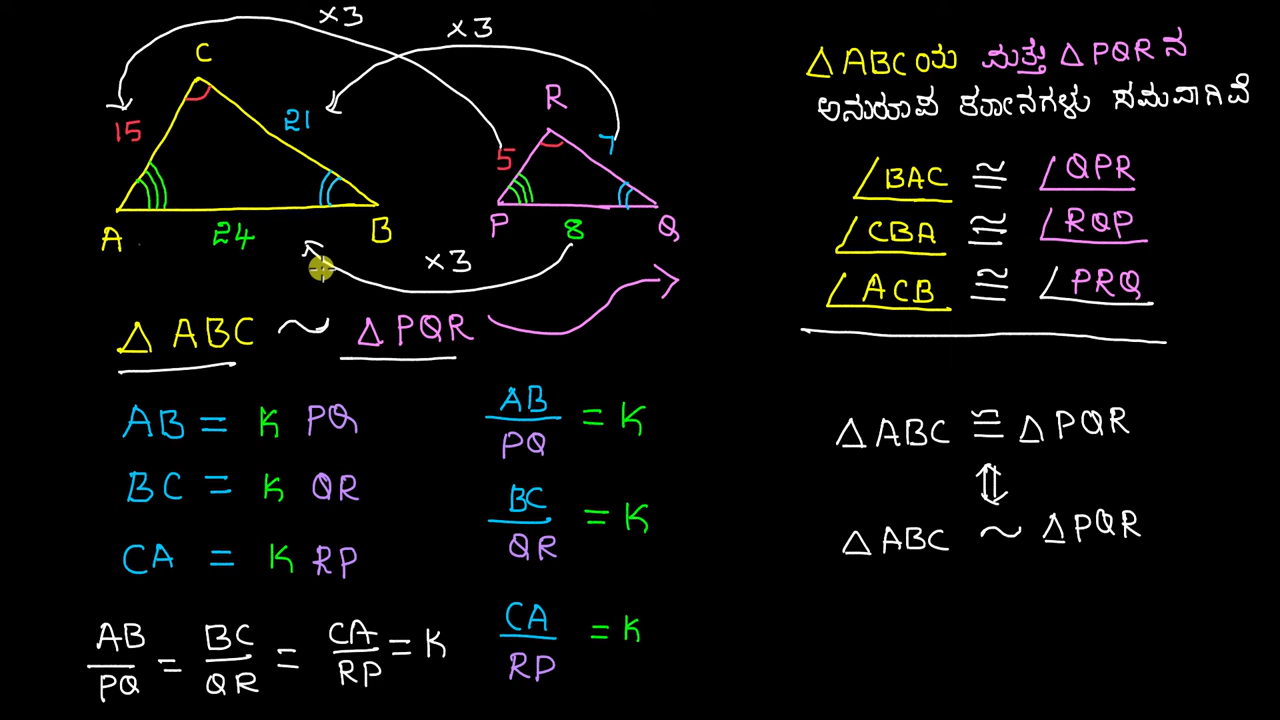 ×3
×3
C
R
15
21
5
7
A
24
B
P
8
Q
×3
△ ABC ~ △ PQR
AB = K PQ
BC = K QR
CA = K RP
AB/PQ = BC/QR = CA/RP = K
AB/PQ = K
BC/QR = K
CA/RP = K
△ABCಯ ಮತ್ತು △PQRನ
ಅನುರೂಪ ಕೋನಗಳು ಸಮವಾಗಿವೆ
∠BAC ≅ ∠QPR
∠CBA ≅ ∠RQP
∠ACB ≅ ∠PRQ
△ABC ≅ △PQR
⇕
△ABC ~ △PQR